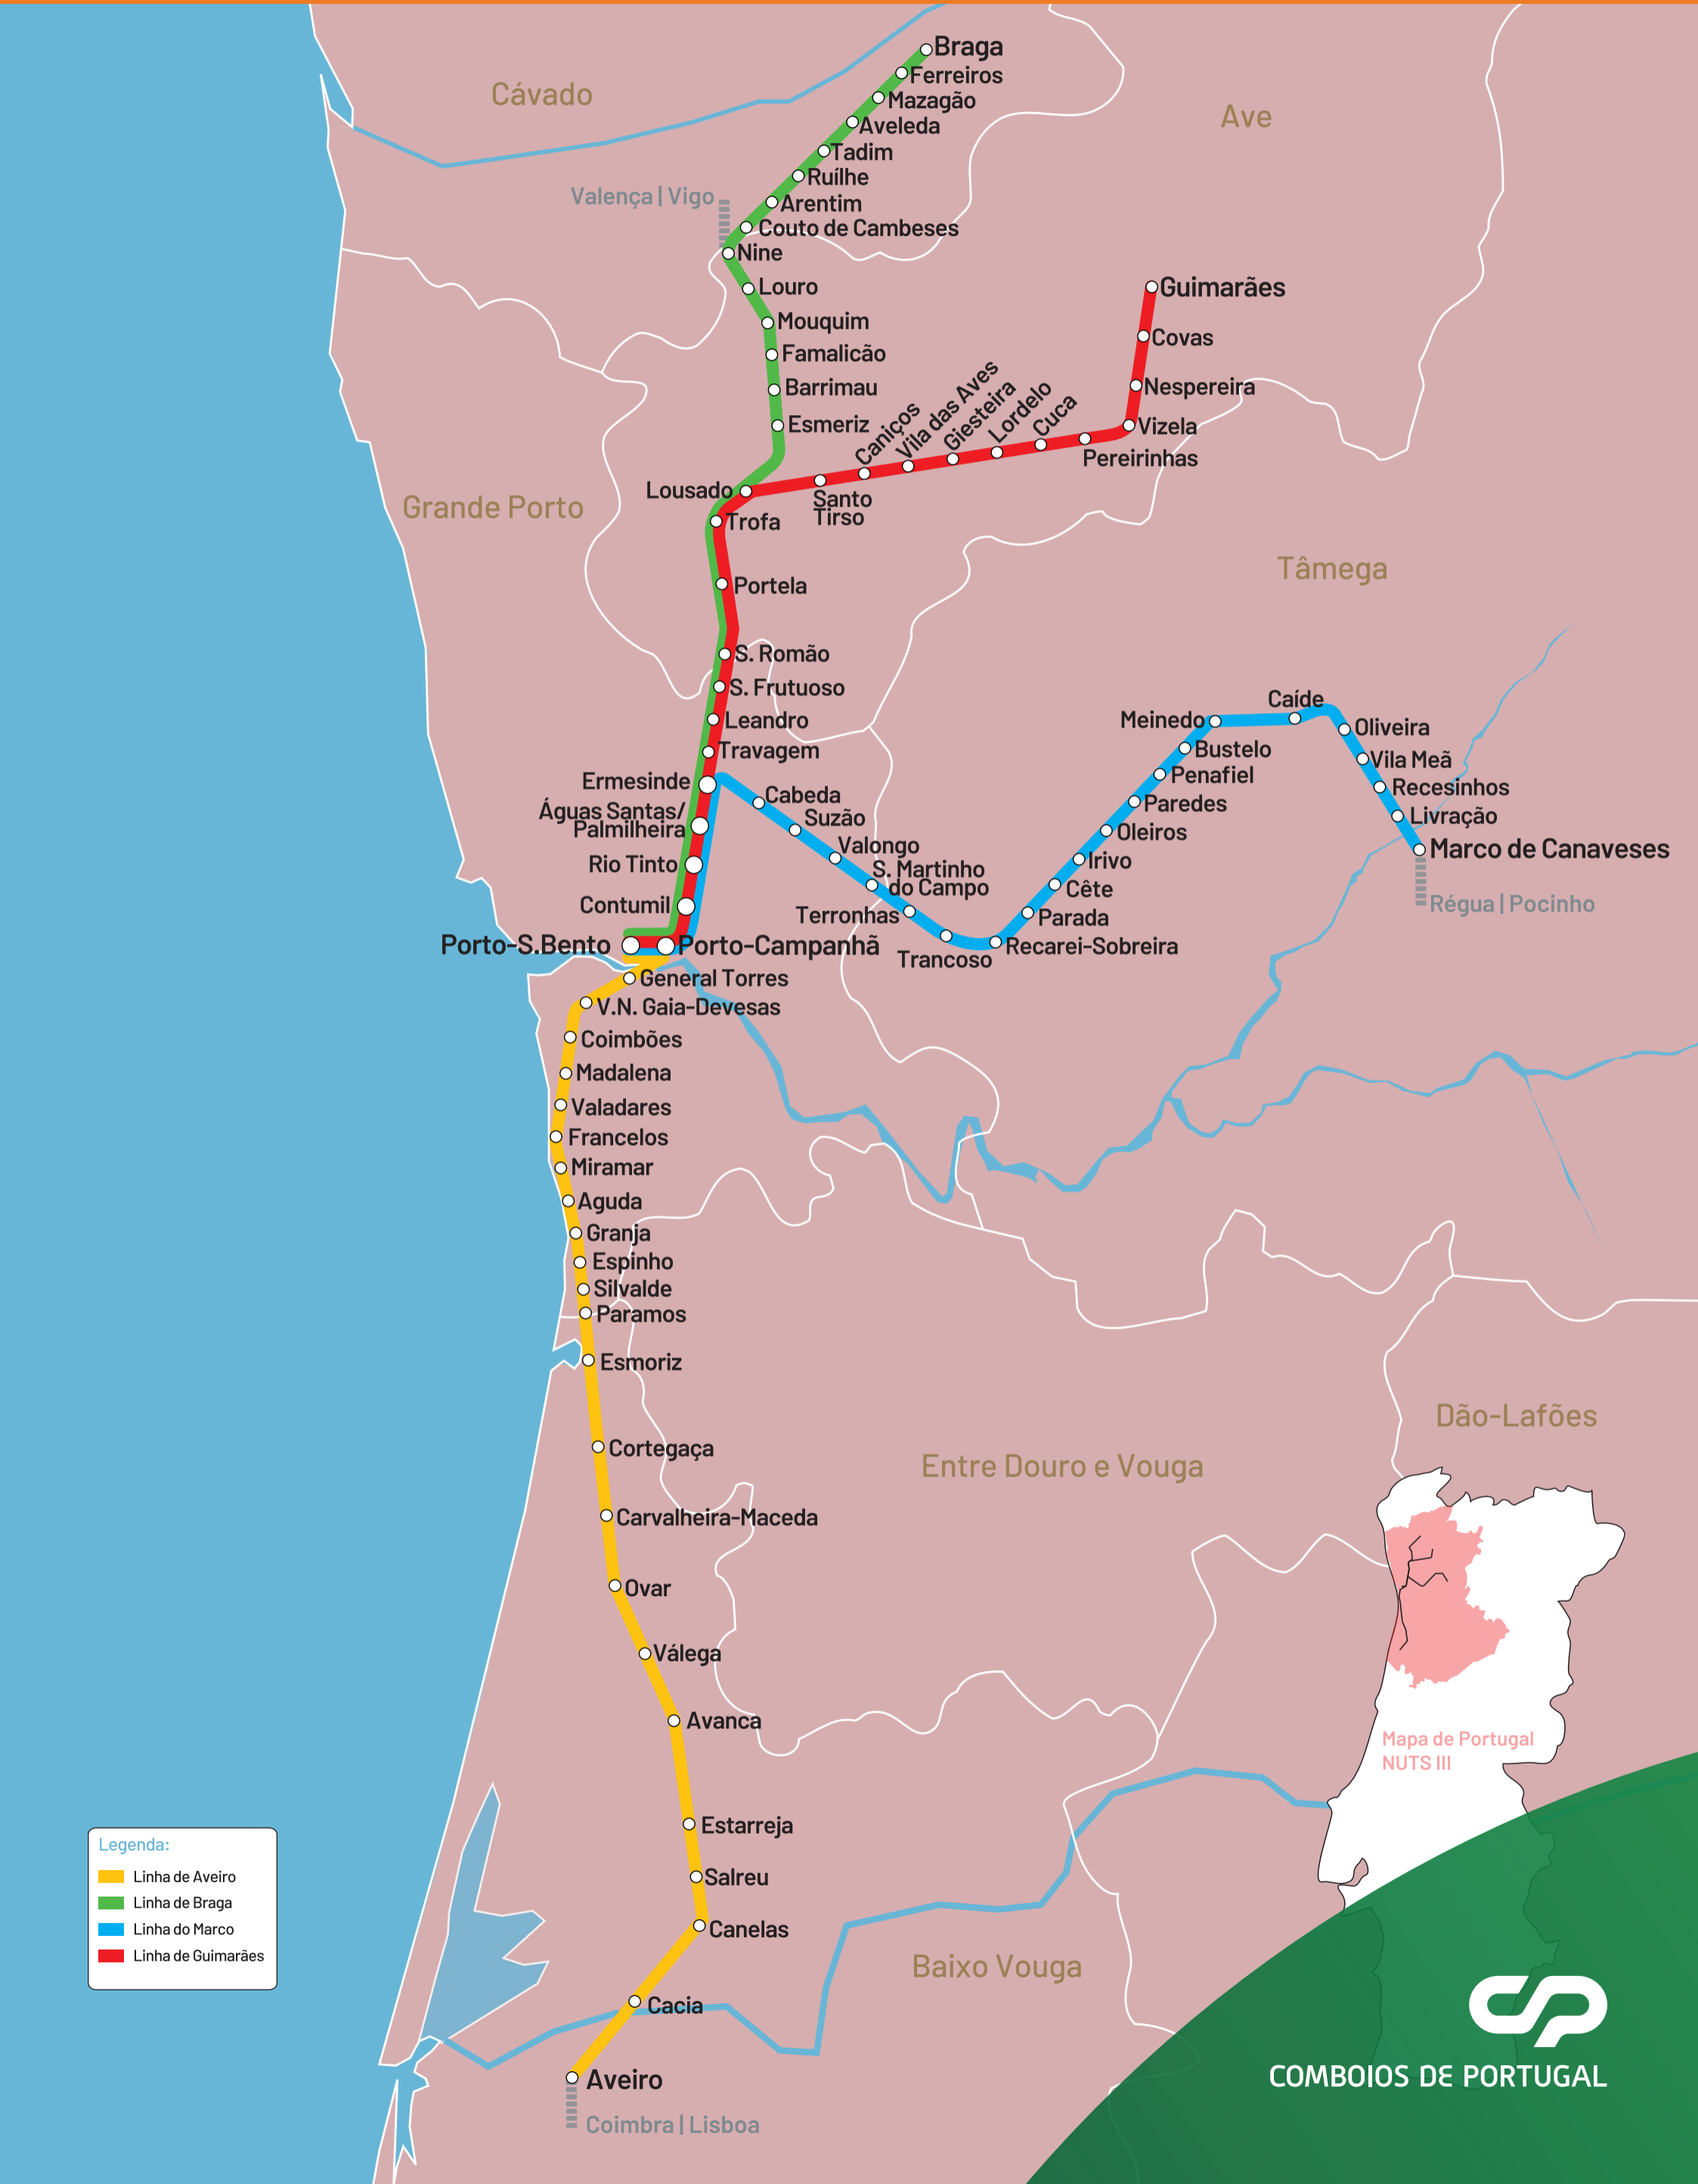 Braga
Ferreiros
Cávado
Mazagão
Ave
Aveleda
Tadim
Ruílhe
Valença | Vigo
Arentim
Couto de Cambeses
Nine
Louro
Guimarães
Mouquim
Covas
Famalicão
Barrimau
Nespereira
Esmeriz
Caniços
Vila das Aves
Giesteira
Lordelo
Cuca
Vizela
Pereirinhas
Lousado
Santo
Tirso
Grande Porto
Trofa
Tâmega
Portela
S. Romão
S. Frutuoso
Caíde
Leandro
Meinedo
Oliveira
Travagem
Bustelo
Vila Meã
Ermesinde
Penafiel
Recesinhos
Cabeda
Paredes
Águas Santas/
Palmilheira
Suzão
Livração
Oleiros
Valongo
Marco de Canaveses
Rio Tinto
Irivo
S. Martinho
do Campo
Cête
Contumil
Régua | Pocinho
Terronhas
Parada
Porto-S.Bento
Porto-Campanhã
Recarei-Sobreira
Trancoso
General Torres
V.N. Gaia-Devesas
Coimbões
Madalena
Valadares
Francelos
Miramar
Aguda
Granja
Espinho
Silvalde
Paramos
Esmoriz
Dão-Lafões
Cortegaça
Entre Douro e Vouga
Carvalheira-Maceda
Ovar
Válega
Avanca
Mapa de Portugal
NUTS III
Estarreja
Legenda:
Linha de Aveiro
Linha de Braga
Linha do Marco
Linha de Guimarães
Salreu
Canelas
Baixo Vouga
Cacia
Aveiro
Coimbra | Lisboa
cp
COMBOIOS DE PORTUGAL